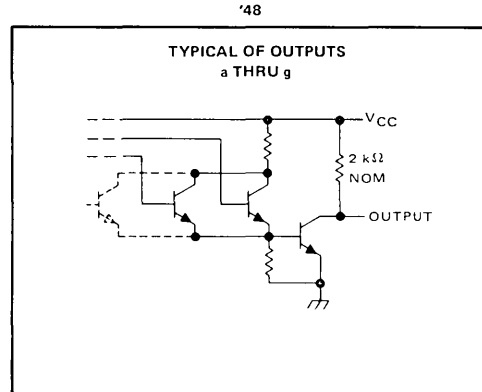 '48
TYPICAL OF OUTPUTS
a THRU g
VCC
2 kΩ
NOM
OUTPUT